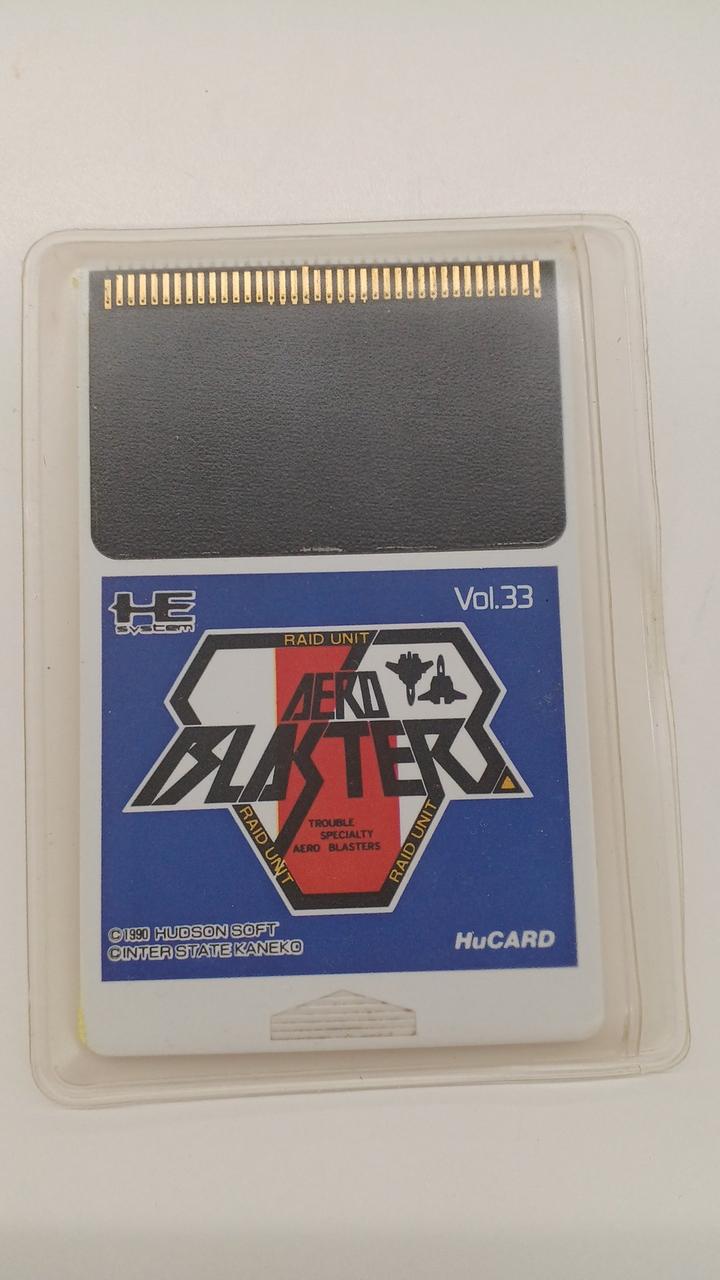 HE
system
Vol.33
RAID UNIT
AERO
BLASTERS
TROUBLE
SPECIALTY
AERO BLASTERS
RAID UNIT
RAID UNIT
©1990 HUDSON SOFT
©INTER STATE KANEKO
HuCARD